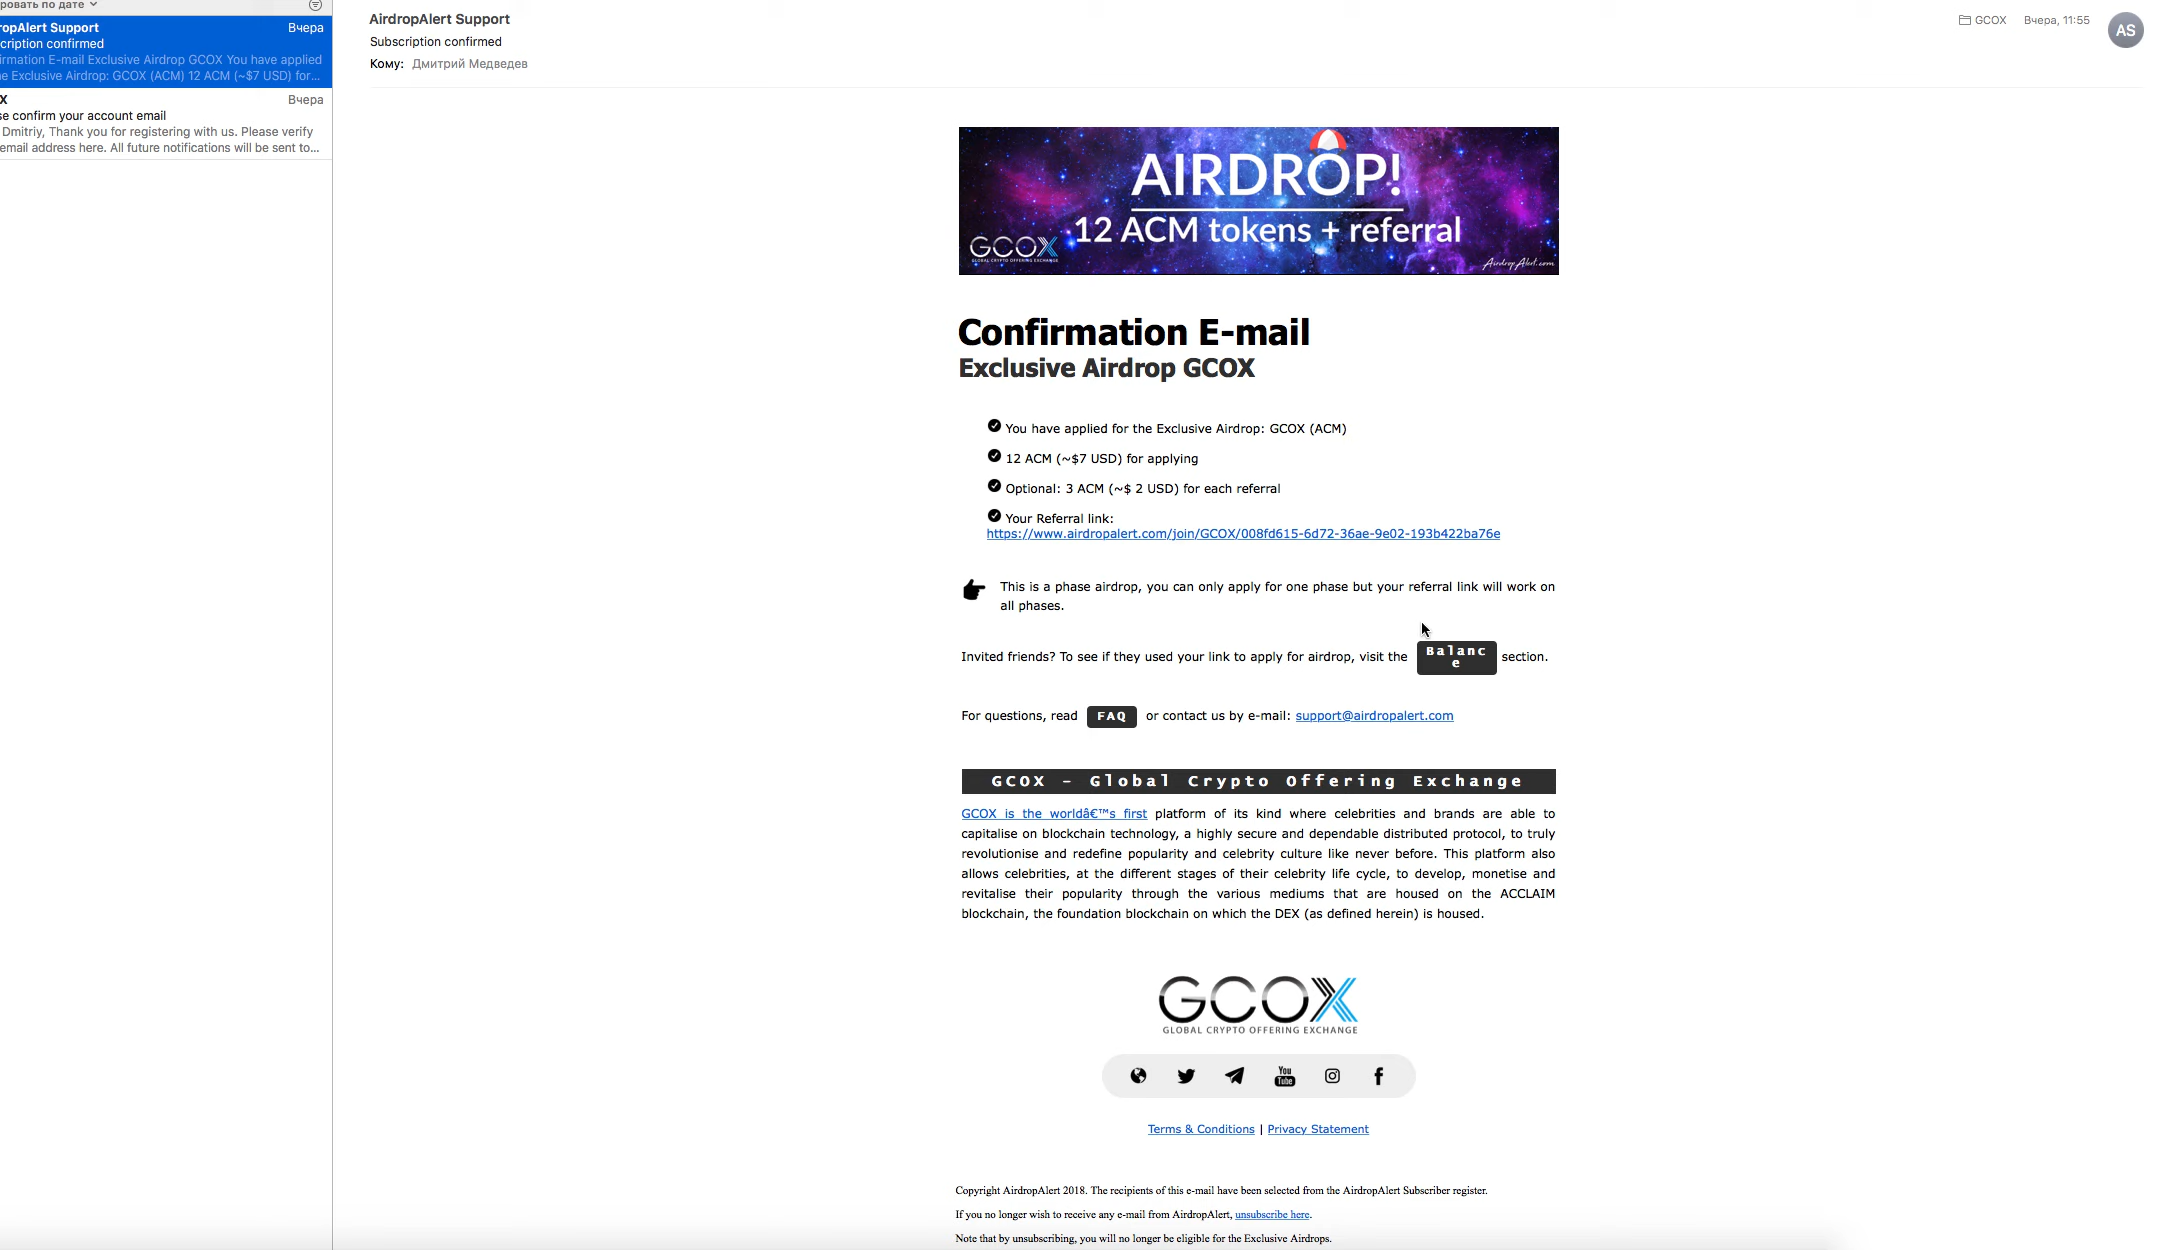 ровать по дате
ropAlert Support Вчера
cription confirmed
irmation E-mail Exclusive Airdrop GCOX You have applied
e Exclusive Airdrop: GCOX (ACM) 12 ACM (~$7 USD) for...
X Вчера
se confirm your account email
Dmitriy, Thank you for registering with us. Please verify
email address here. All future notifications will be sent to...
AirdropAlert Support
Subscription confirmed
Кому: Дмитрий Медведев
GCOX Вчера, 11:55
AS
AIRDROP!
12 ACM tokens + referral
GCOX
GLOBAL CRYPTO OFFERING EXCHANGE
AirdropAlert.com
Confirmation E-mail
Exclusive Airdrop GCOX
You have applied for the Exclusive Airdrop: GCOX (ACM)
12 ACM (~$7 USD) for applying
Optional: 3 ACM (~$ 2 USD) for each referral
Your Referral link:
https://www.airdropalert.com/join/GCOX/008fd615-6d72-36ae-9e02-193b422ba76e
This is a phase airdrop, you can only apply for one phase but your referral link will work on
all phases.
Invited friends? To see if they used your link to apply for airdrop, visit the Balanc
e section.
For questions, read FAQ or contact us by e-mail: support@airdropalert.com
GCOX - Global Crypto Offering Exchange
GCOX is the worldâ€™s first platform of its kind where celebrities and brands are able to
capitalise on blockchain technology, a highly secure and dependable distributed protocol, to truly
revolutionise and redefine popularity and celebrity culture like never before. This platform also
allows celebrities, at the different stages of their celebrity life cycle, to develop, monetise and
revitalise their popularity through the various mediums that are housed on the ACCLAIM
blockchain, the foundation blockchain on which the DEX (as defined herein) is housed.
GCOX
GLOBAL CRYPTO OFFERING EXCHANGE
You
Tube
Terms & Conditions | Privacy Statement
Copyright AirdropAlert 2018. The recipients of this e-mail have been selected from the AirdropAlert Subscriber register.
If you no longer wish to receive any e-mail from AirdropAlert, unsubscribe here.
Note that by unsubscribing, you will no longer be eligible for the Exclusive Airdrops.